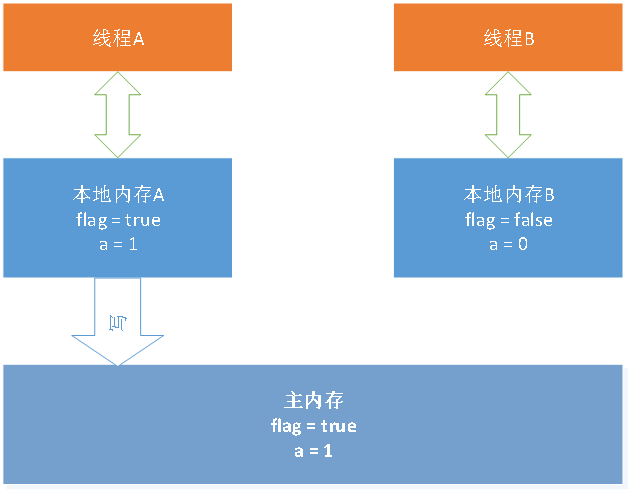 线程A
线程B
本地内存A
flag = true
a = 1
本地内存B
flag = false
a = 0
写
主内存
flag = true
a = 1